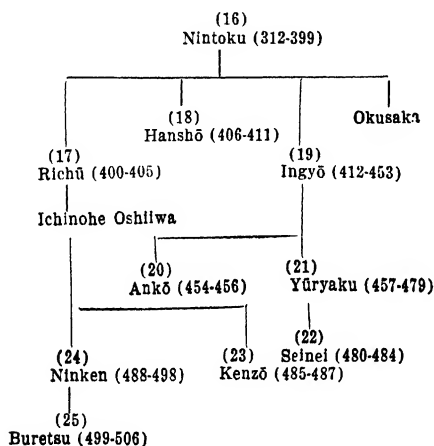 (16)
Nintoku (312-399)
Okusaka
(18)
Hanshō (406-411)
(17)
Richū (400-405)
(19)
Ingyō (412-453)
Ichinohe Oshiiwa
(20)
Ankō (454-456)
(21)
Yūryaku (457-479)
(24)
Ninken (488-498)
(23)
Kenzō (485-487)
(22)
Seinei (480-484)
(25)
Buretsu (499-506)